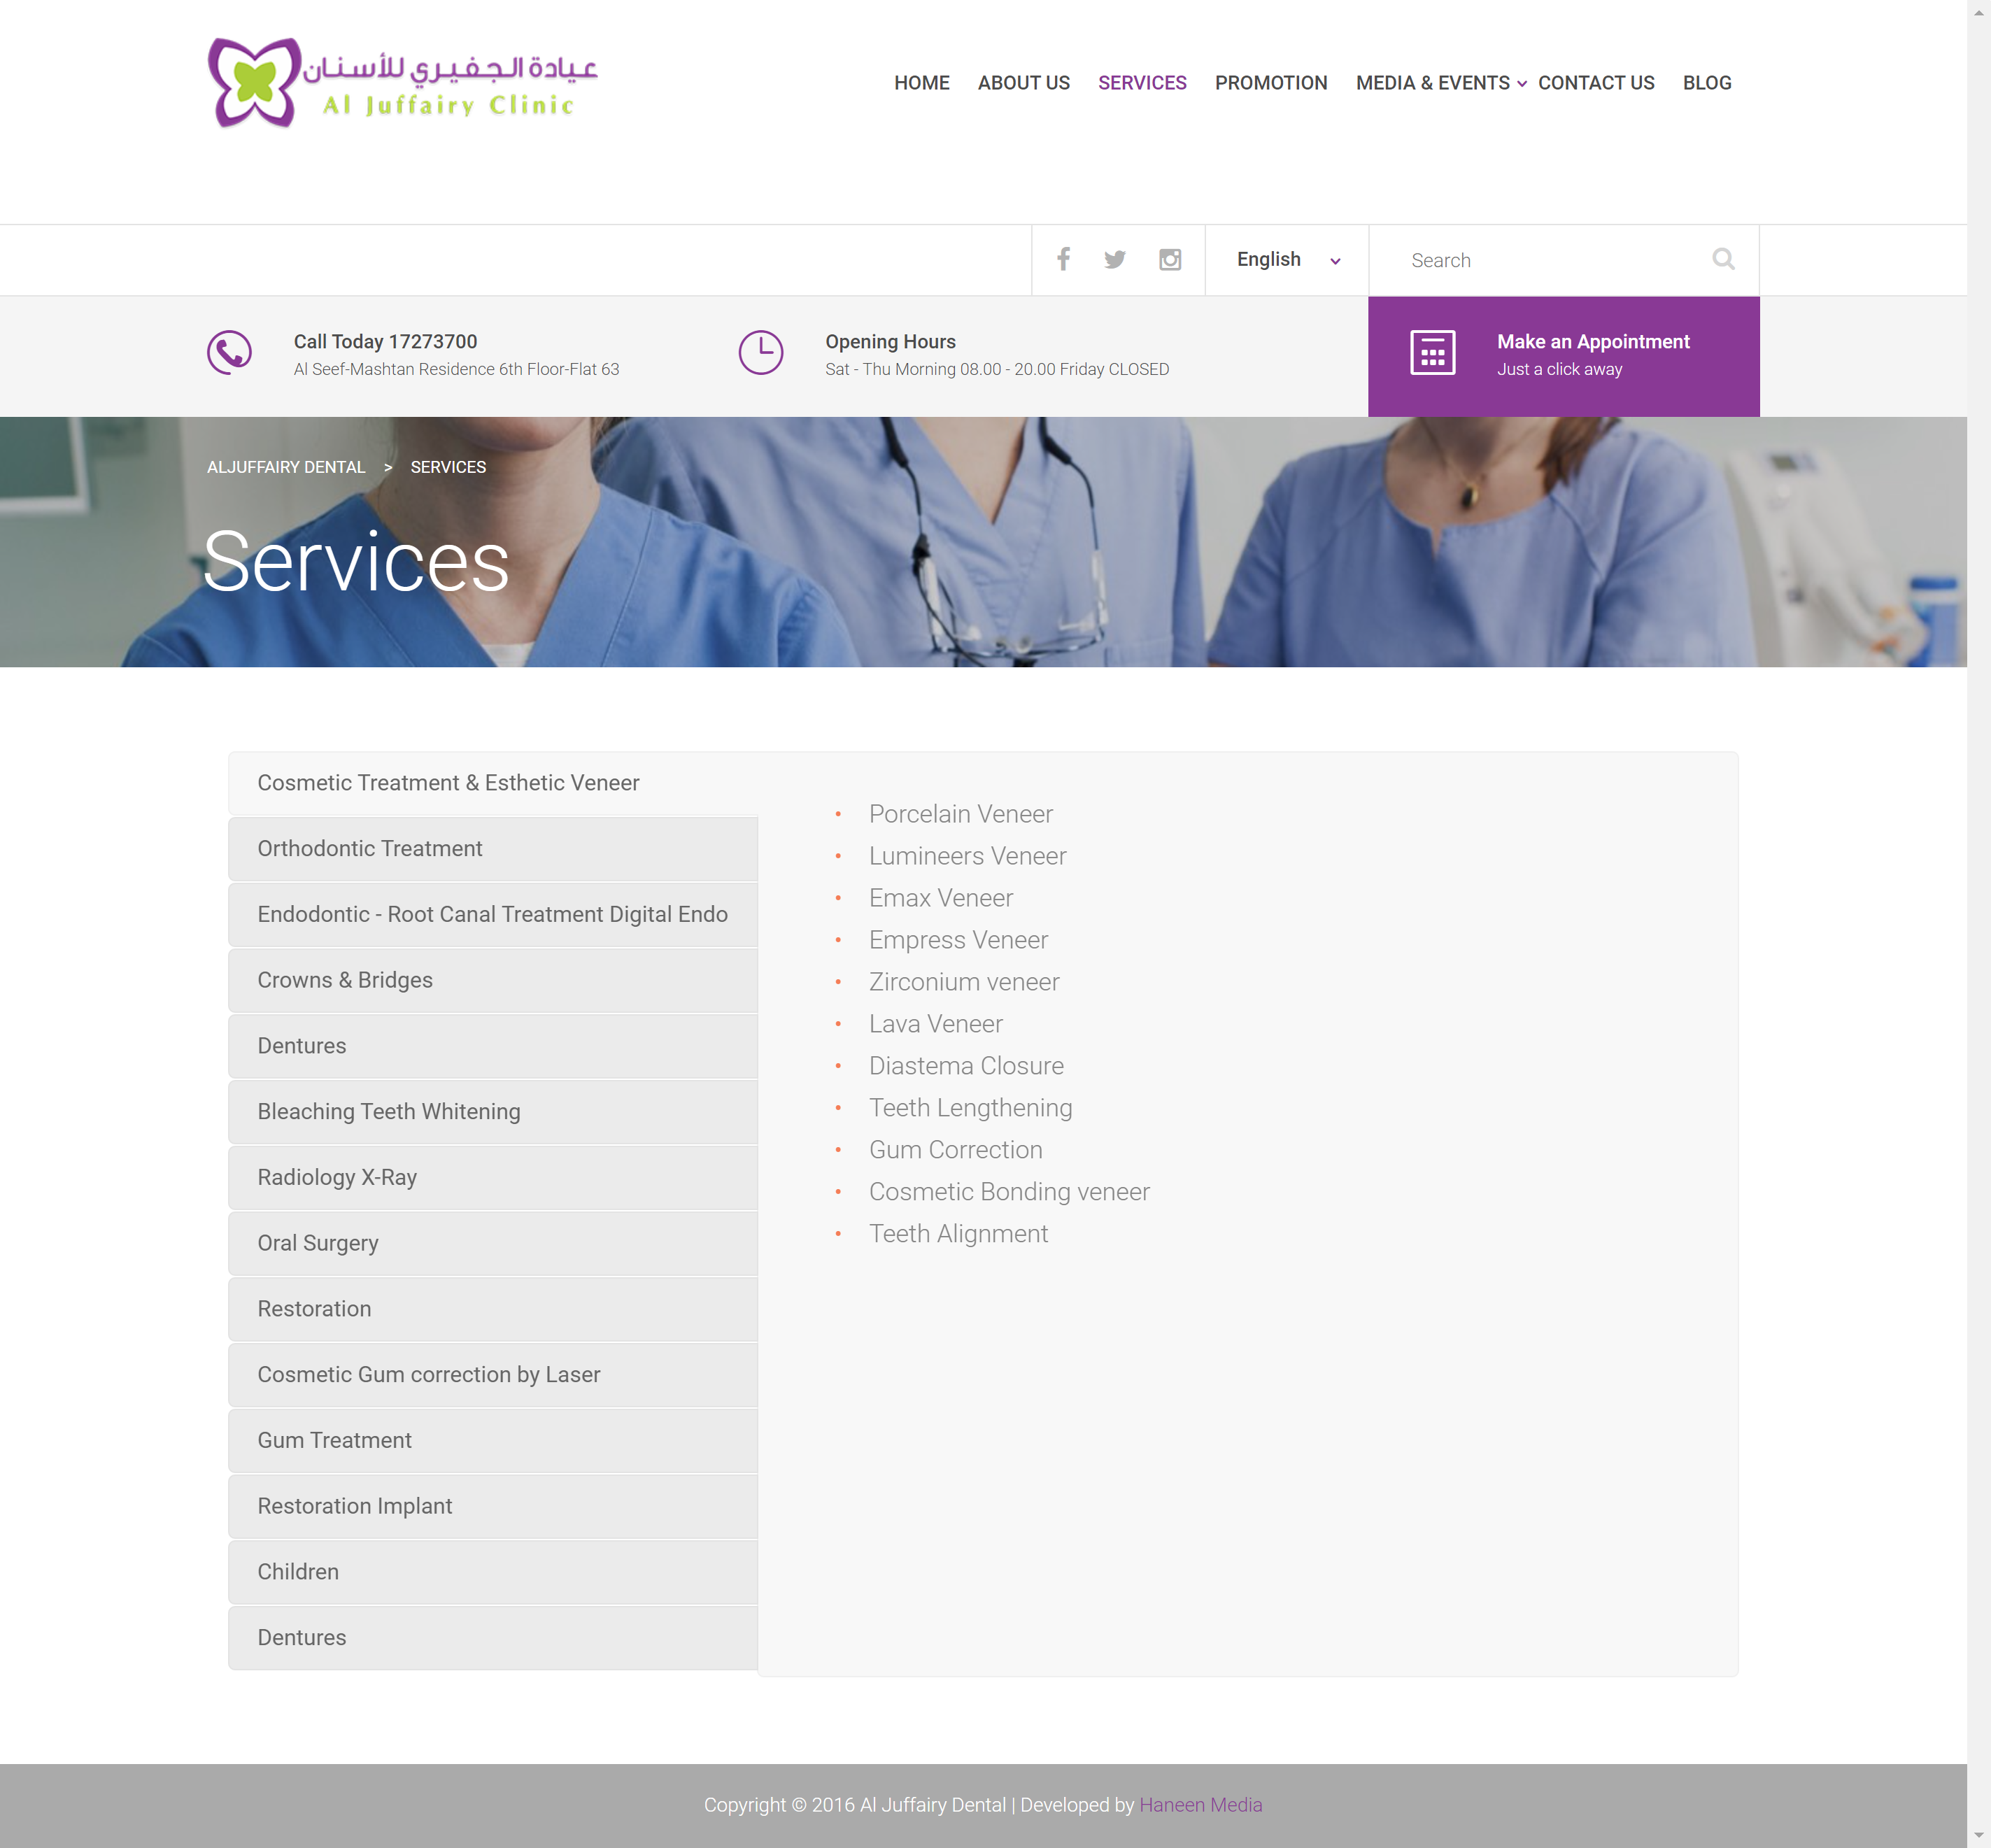 عيادة الجفيري للأسنان
Al Juffairy Clinic
HOME ABOUT US SERVICES PROMOTION MEDIA & EVENTS CONTACT US BLOG
English Search
Call Today 17273700
Al Seef-Mashtan Residence 6th Floor-Flat 63
Opening Hours
Sat - Thu Morning 08.00 - 20.00 Friday CLOSED
Make an Appointment
Just a click away
ALJUFFAIRY DENTAL > SERVICES
Services
Cosmetic Treatment & Esthetic Veneer
Orthodontic Treatment
Endodontic - Root Canal Treatment Digital Endo
Crowns & Bridges
Dentures
Bleaching Teeth Whitening
Radiology X-Ray
Oral Surgery
Restoration
Cosmetic Gum correction by Laser
Gum Treatment
Restoration Implant
Children
Dentures
• Porcelain Veneer
• Lumineers Veneer
• Emax Veneer
• Empress Veneer
• Zirconium veneer
• Lava Veneer
• Diastema Closure
• Teeth Lengthening
• Gum Correction
• Cosmetic Bonding veneer
• Teeth Alignment
Copyright © 2016 Al Juffairy Dental | Developed by Haneen Media